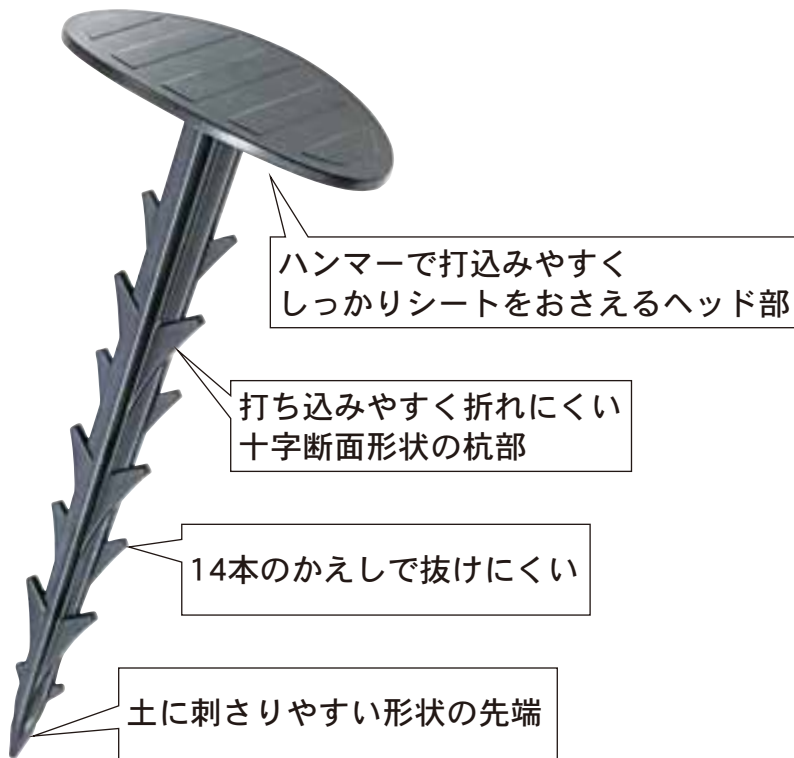 ハンマーで打込みやすく
しっかりシートをおさえるヘッド部
打ち込みやすく折れにくい
十字断面形状の杭部
14本のかえしで抜けにくい
土に刺さりやすい形状の先端